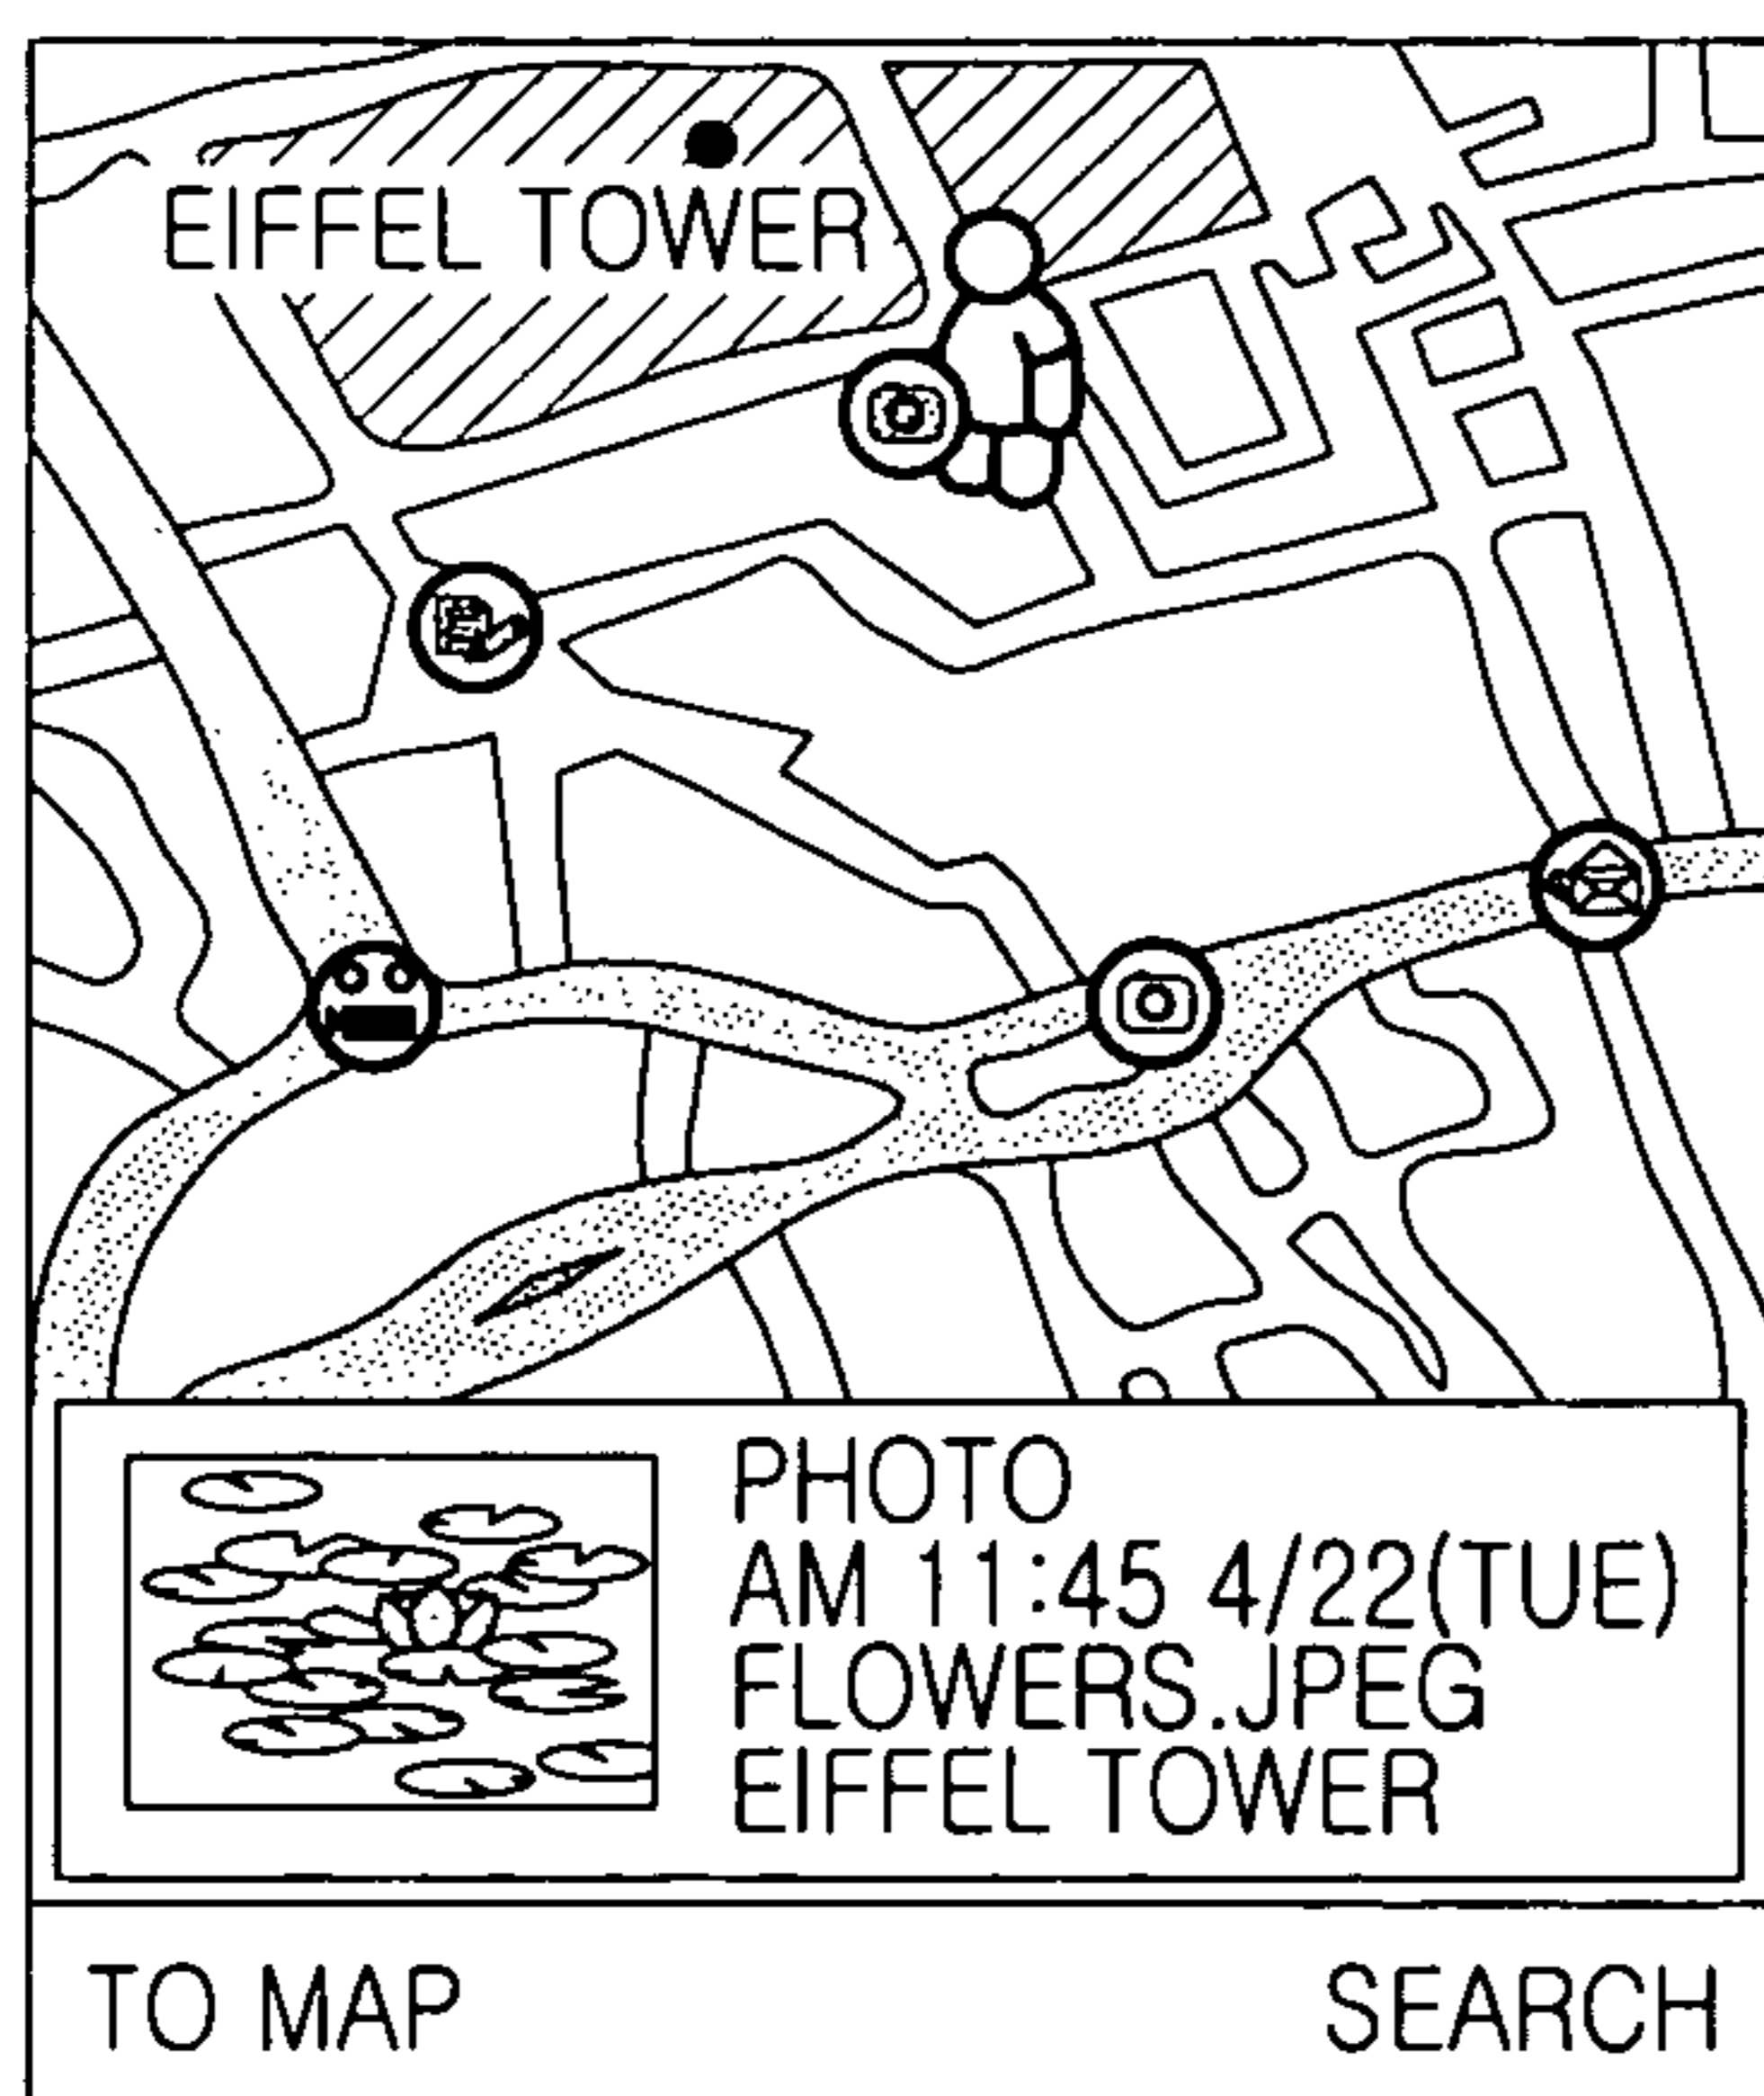 EIFFEL TOWER
PHOTO
AM 11:45 4/22(TUE)
FLOWERS.JPEG
EIFFEL TOWER
TO MAP
SEARCH